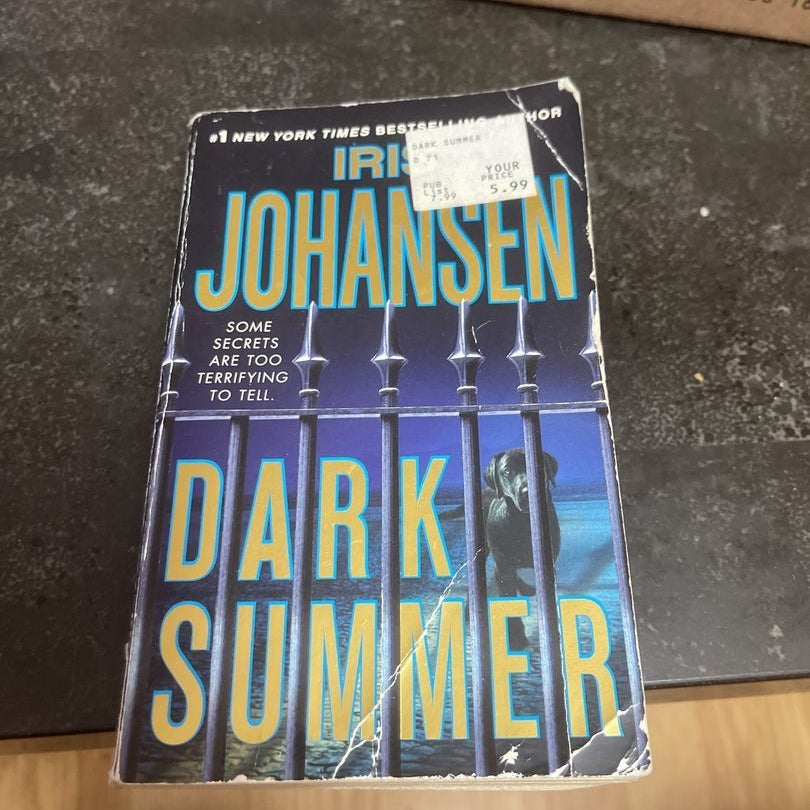 #1 NEW YORK TIMES BESTSELLING AUTHOR
IRIS
JOHANSEN
DARK SUMMER
YOUR
PRICE
5.99
PUB
List
7.99
SOME
SECRETS
ARE TOO
TERRIFYING
TO TELL.
DARK
SUMMER